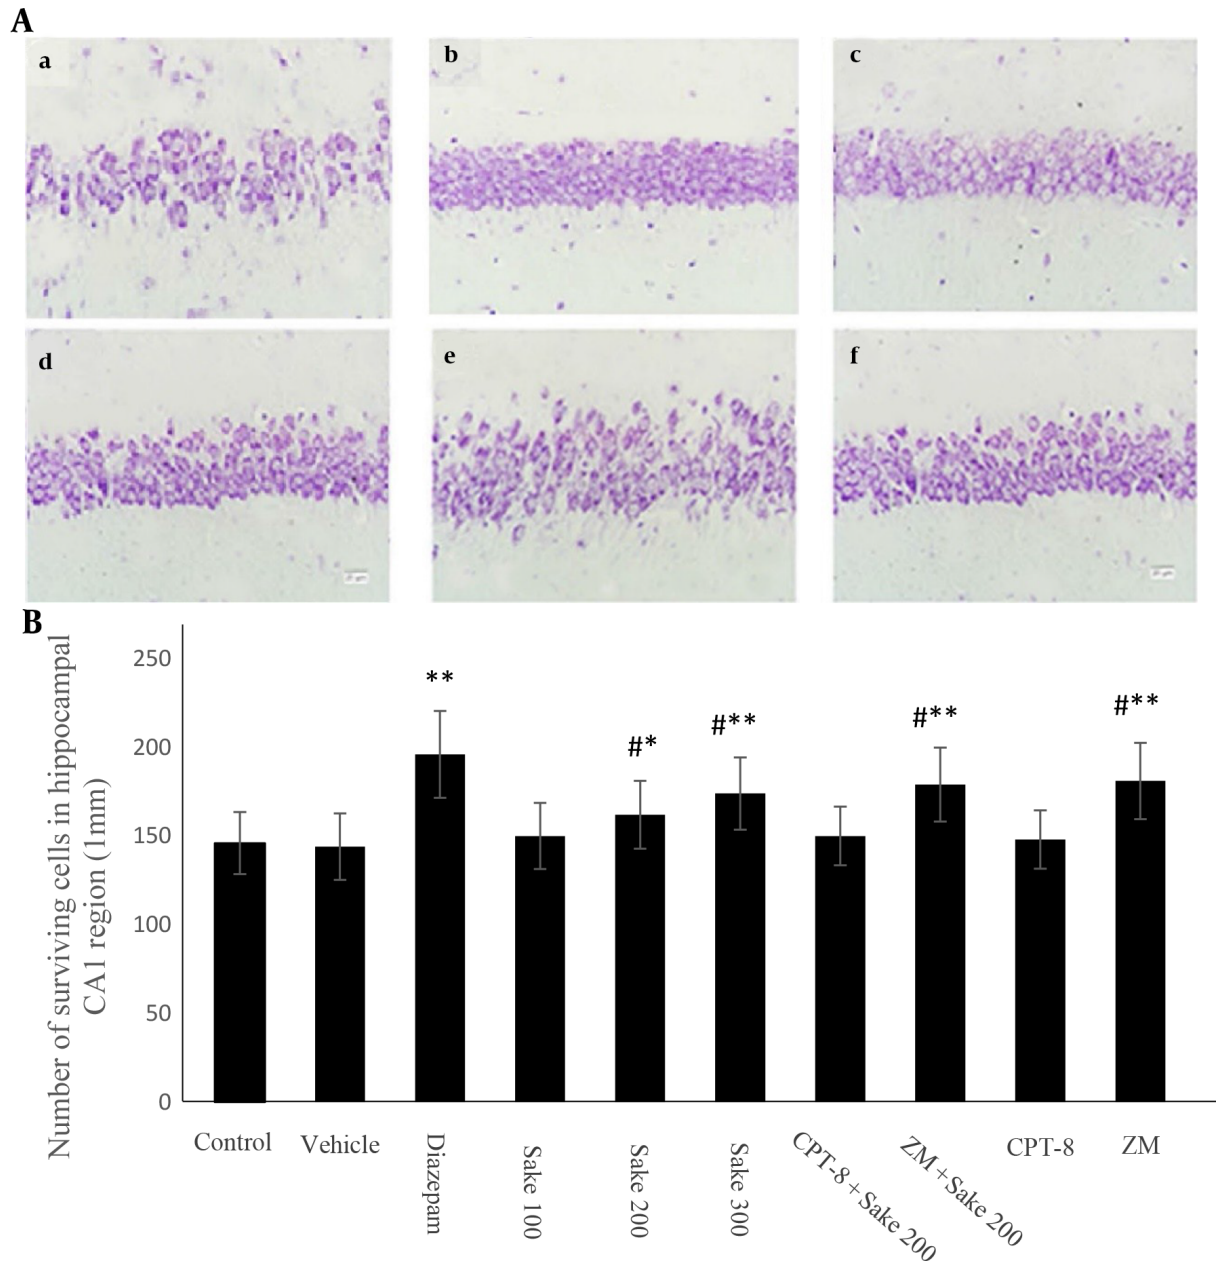 A
a
b
c
d
e
f
B
Number of surviving cells in hippocampal
CA1 region (1mm)
250
200
150
100
50
0
**
#*
#**
#**
#**
Control
Vehicle
Diazepam
Sake 100
Sake 200
Sake 300
CPT-8 + Sake 200
ZM + Sake 200
CPT-8
ZM